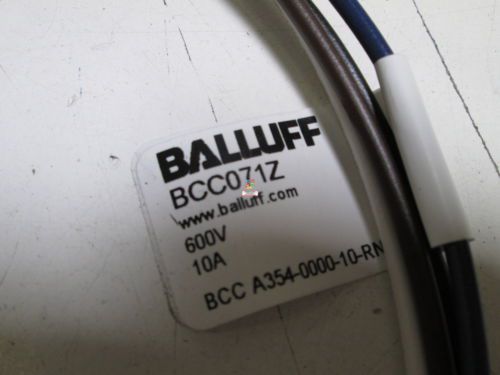 BALLUFF
BCC071Z
www.balluff.com
600V
10A
BCC A354-0000-10-RN